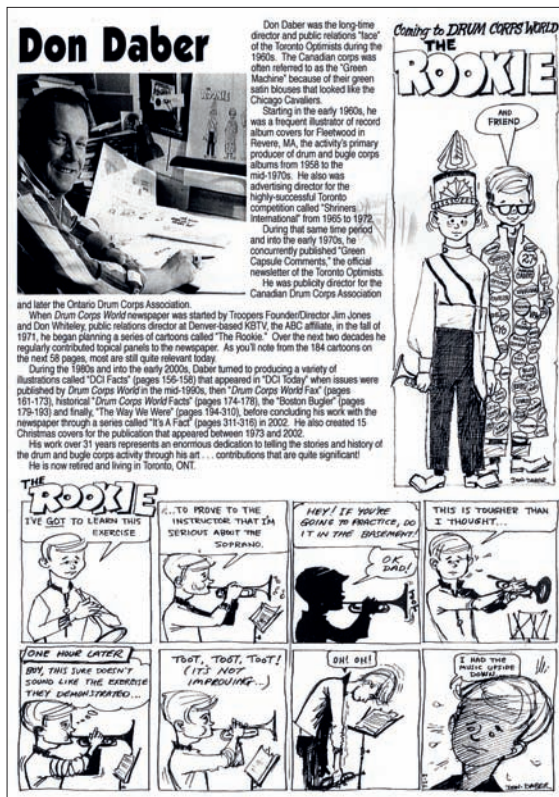 Don Daber
Don Daber was the long-time
director and public relations "face"
of the Toronto Optimists during the
1960s. The Canadian corps was
often referred to as the "Green
Machine" because of their green
satin blouses that looked like the
Chicago Cavaliers.
Starting in the early 1960s, he
was a frequent illustrator of record
album covers for Fleetwood in
Revere, MA, the activity's primary
producer of drum and bugle corps
albums from 1958 to the
mid-1970s. He also was
advertising director for the
highly-successful Toronto
competition called "Shriners
International" from 1965 to 1972.
During that same time period
and into the early 1970s, he
concurrently published "Green
Capsule Comments," the official
newsletter of the Toronto Optimists.
He was publicity director for the
Canadian Drum Corps Association
and later the Ontario Drum Corps Association.
When Drum Corps World newspaper was started by Troopers Founder/Director Jim Jones
and Don Whiteley, public relations director at Denver-based KBTV, the ABC affiliate, in the fall of
1971, he began planning a series of cartoons called "The Rookie." Over the next two decades he
regularly contributed topical panels to the newspaper. As you'll note from the 184 cartoons on
the next 58 pages, most are still quite relevant today.
During the 1980s and into the early 2000s, Daber turned to producing a variety of
illustrations called "DCI Facts" (pages 156-158) that appeared in "DCI Today" when issues were
published by Drum Corps World in the mid-1990s, then "Drum Corps World Fax" (pages
161-173), historical "Drum Corps World Facts" (pages 174-178), the "Boston Bugler" (pages
179-193) and finally, "The Way We Were" (pages 194-310), before concluding his work with the
newspaper through a series called "It's A Fact" (pages 311-316) in 2002. He also created 15
Christmas covers for the publication that appeared between 1973 and 2002.
His work over 31 years represents an enormous dedication to telling the stories and history of
the drum and bugle corps activity through his art . . . contributions that are quite significant!
He is now retired and living in Toronto, ONT.
Coming to DRUM CORPS WORLD
THE
ROOKIE
AND
FRIEND
DON DABER
THE
ROOKIE
I'VE GOT TO LEARN THIS
EXERCISE
...TO PROVE TO THE
INSTRUCTOR THAT I'M
SERIOUS ABOUT THE
SOPRANO.
HEY! IF YOU'RE
GOING TO PRACTICE, DO
IT IN THE BASEMENT!
OK
DAD!
THIS IS TOUGHER THAN
I THOUGHT...
ONE HOUR LATER
BOY, THIS SURE DOESN'T
SOUND LIKE THE EXERCISE
THEY DEMONSTRATED...
TOOT, TOOT, TOOT!
(IT'S NOT
IMPROVING...)
OH! OH!
I HAD THE
MUSIC UPSIDE
DOWN...
DON DABER